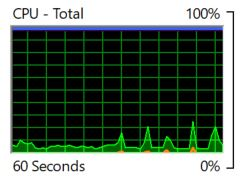 CPU - Total 100%
60 Seconds 0%